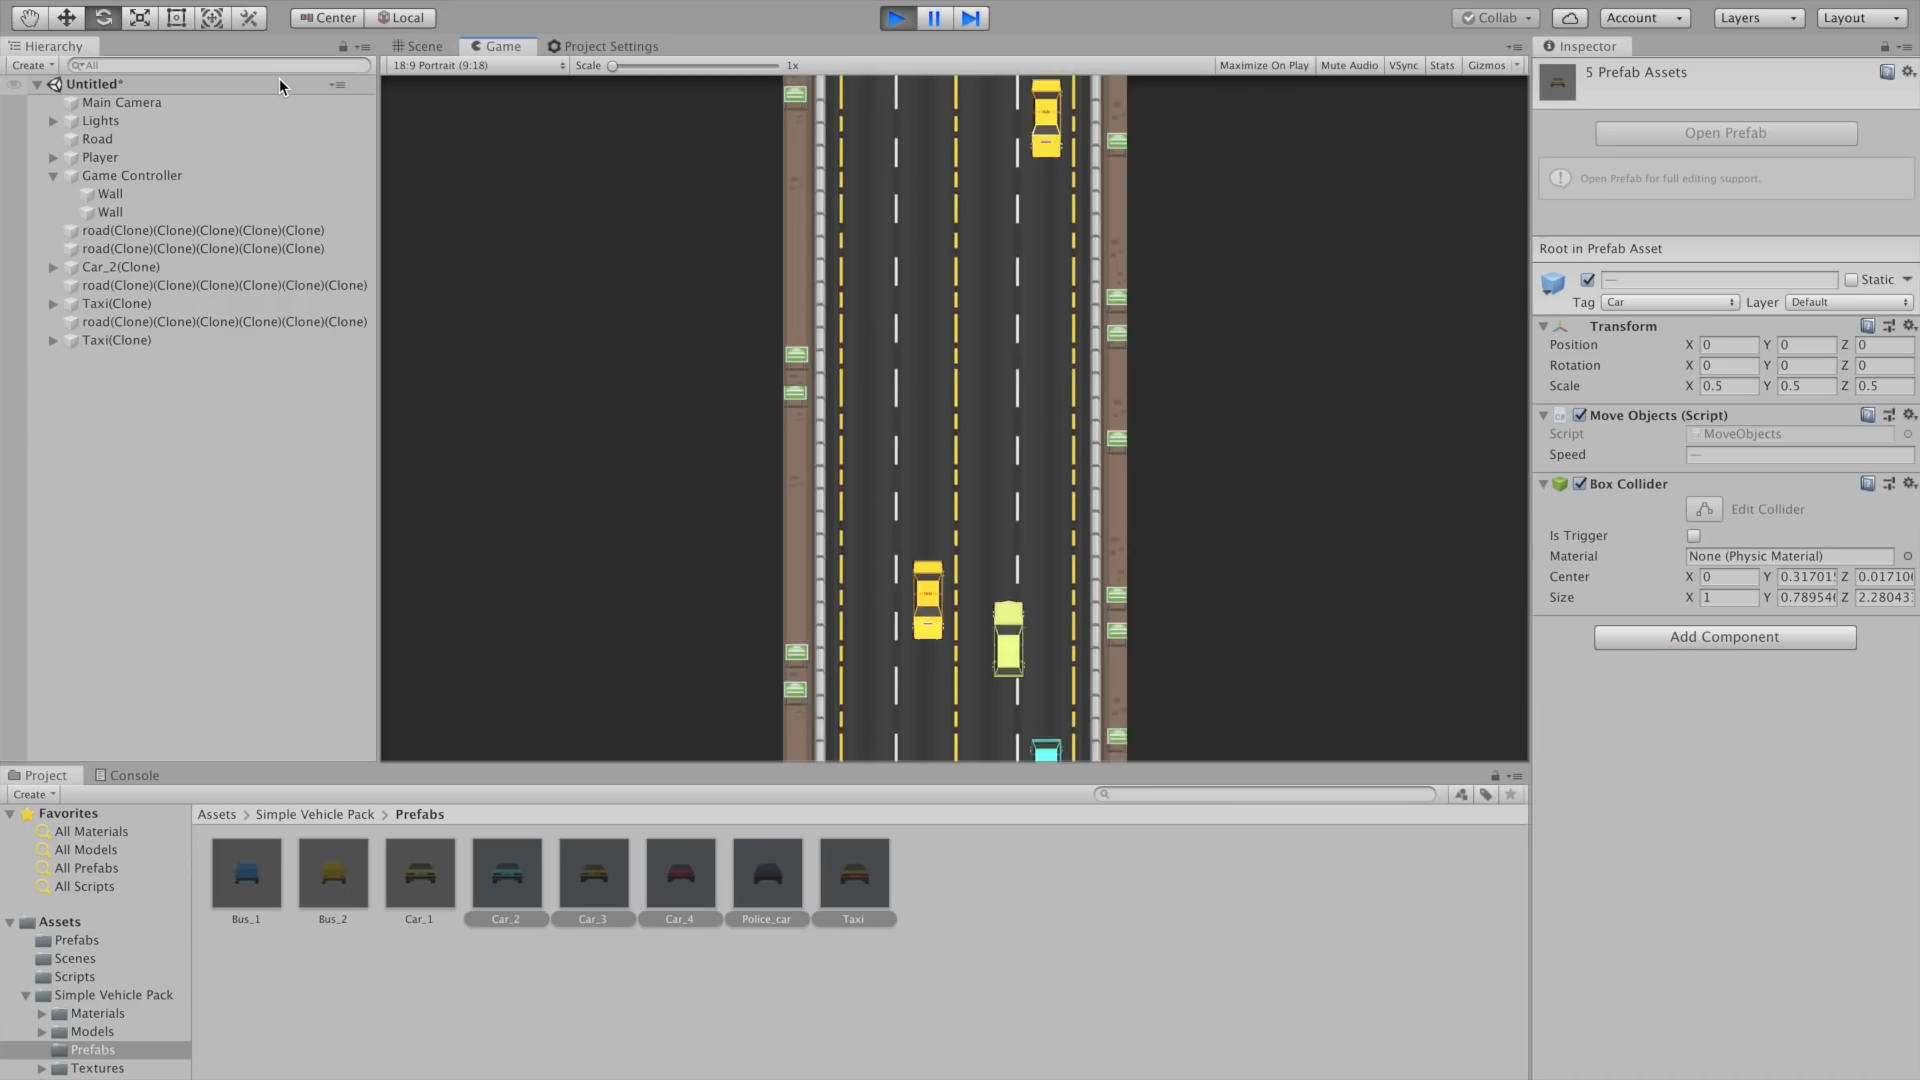 Center Local Collab Account Layers Layout
Hierarchy Scene Game Project Settings Inspector
Create All 18:9 Portrait (9:18) Scale 1x Maximize On Play Mute Audio VSync Stats Gizmos
Untitled*
Main Camera
Lights
Road
Player
Game Controller
Wall
Wall
road(Clone)(Clone)(Clone)(Clone)(Clone)
road(Clone)(Clone)(Clone)(Clone)(Clone)
Car_2(Clone)
road(Clone)(Clone)(Clone)(Clone)(Clone)(Clone)
Taxi(Clone)
road(Clone)(Clone)(Clone)(Clone)(Clone)(Clone)
Taxi(Clone)
5 Prefab Assets
Open Prefab
Open Prefab for full editing support.
Root in Prefab Asset
— Static
Tag Car Layer Default
Transform
Position X 0 Y 0 Z 0
Rotation X 0 Y 0 Z 0
Scale X 0.5 Y 0.5 Z 0.5
Move Objects (Script)
Script MoveObjects
Speed —
Box Collider
Edit Collider
Is Trigger
Material None (Physic Material)
Center X 0 Y 0.31701 Z 0.01710
Size X 1 Y 0.78954 Z 2.28043
Add Component
Project Console
Create
Favorites
All Materials
All Models
All Prefabs
All Scripts
Assets
Prefabs
Scenes
Scripts
Simple Vehicle Pack
Materials
Models
Prefabs
Textures
Assets > Simple Vehicle Pack > Prefabs
Bus_1 Bus_2 Car_1 Car_2 Car_3 Car_4 Police_car Taxi